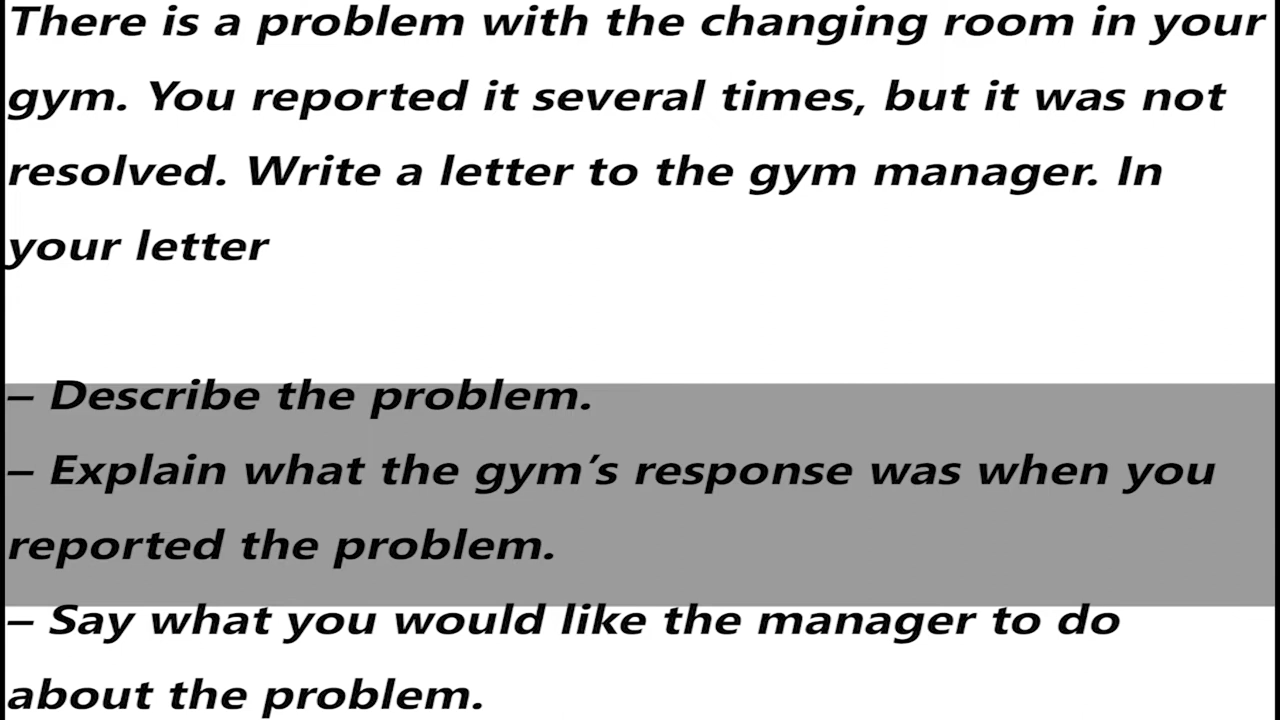 There is a problem with the changing room in your
gym. You reported it several times, but it was not
resolved. Write a letter to the gym manager. In
your letter
– Describe the problem.
– Explain what the gym´s response was when you
reported the problem.
– Say what you would like the manager to do
about the problem.